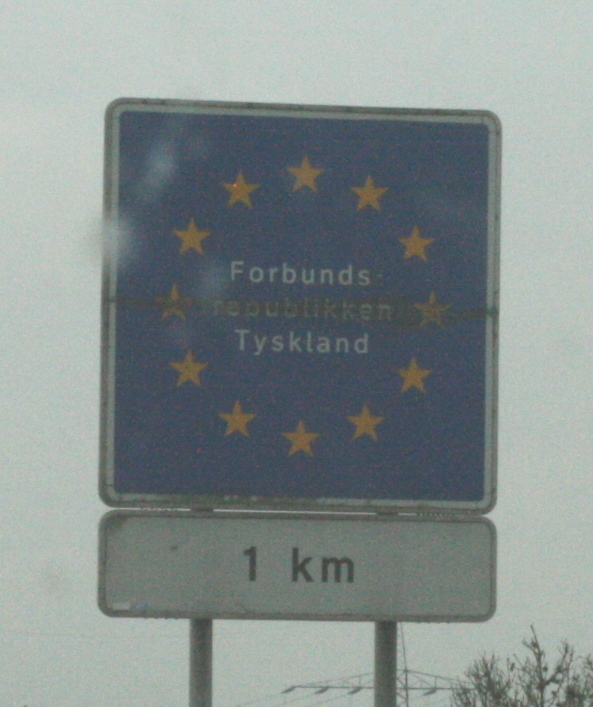 Forbunds-
republikken
Tyskland
1 km